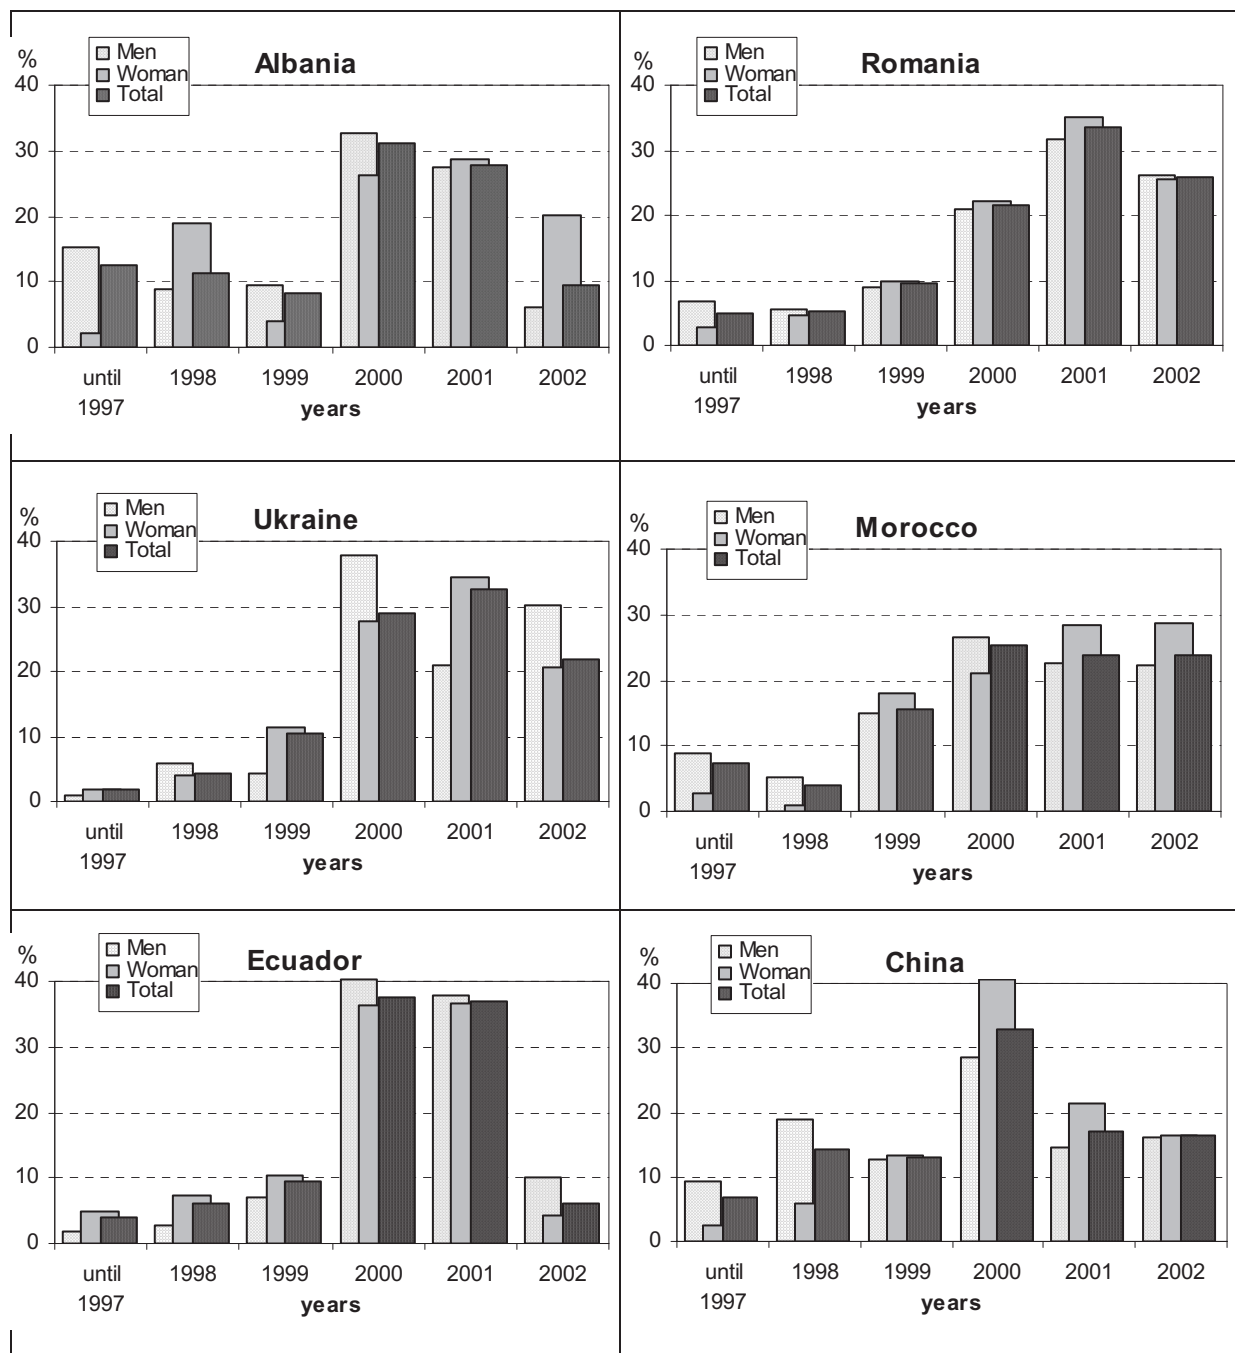 Albania
%
Men
Woman
Total
40
30
20
10
0
until
1997
1998
1999
2000
2001
2002
years
Romania
%
Men
Woman
Total
40
30
20
10
0
until
1997
1998
1999
2000
2001
2002
years
Ukraine
%
Men
Woman
Total
40
30
20
10
0
until
1997
1998
1999
2000
2001
2002
years
Morocco
%
Men
Woman
Total
40
30
20
10
0
until
1997
1998
1999
2000
2001
2002
years
Ecuador
%
Men
Woman
Total
40
30
20
10
0
until
1997
1998
1999
2000
2001
2002
years
China
%
Men
Woman
Total
40
30
20
10
0
until
1997
1998
1999
2000
2001
2002
years